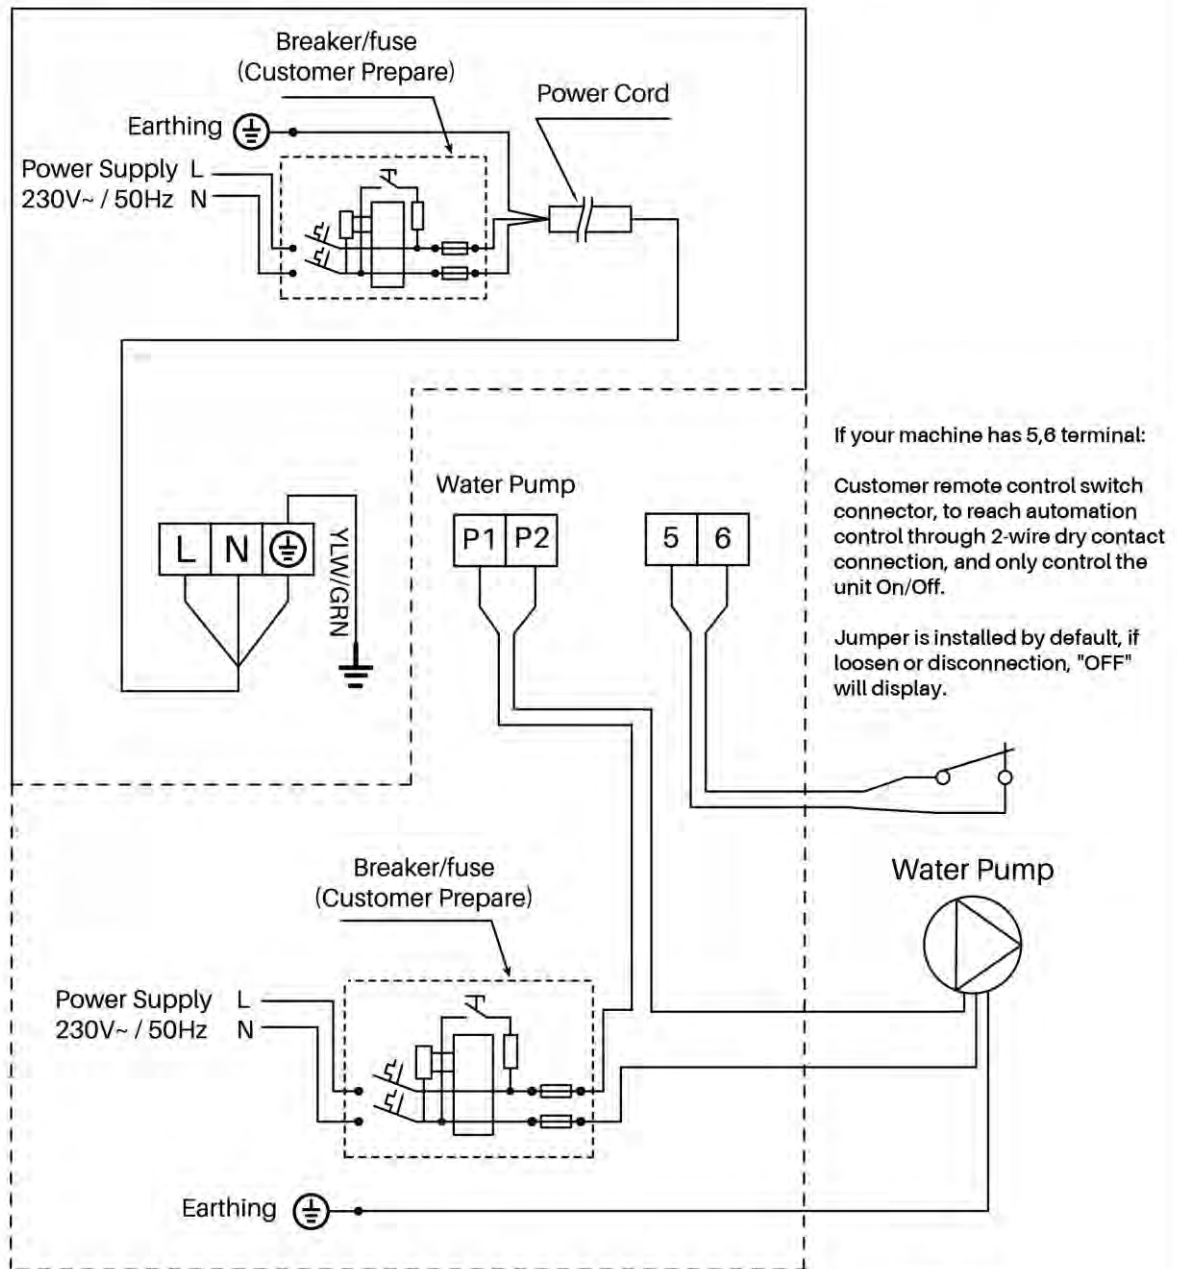 Breaker/fuse
(Customer Prepare)
Power Cord
Earthing
Power Supply L
230V~ / 50Hz N
If your machine has 5,6 terminal:
Customer remote control switch
connector, to reach automation
control through 2-wire dry contact
connection, and only control the
unit On/Off.
Jumper is installed by default, if
loosen or disconnection, "OFF"
will display.
Water Pump
L N
YLW/GRN
P1 P2
5 6
Breaker/fuse
(Customer Prepare)
Water Pump
Power Supply L
230V~ / 50Hz N
Earthing